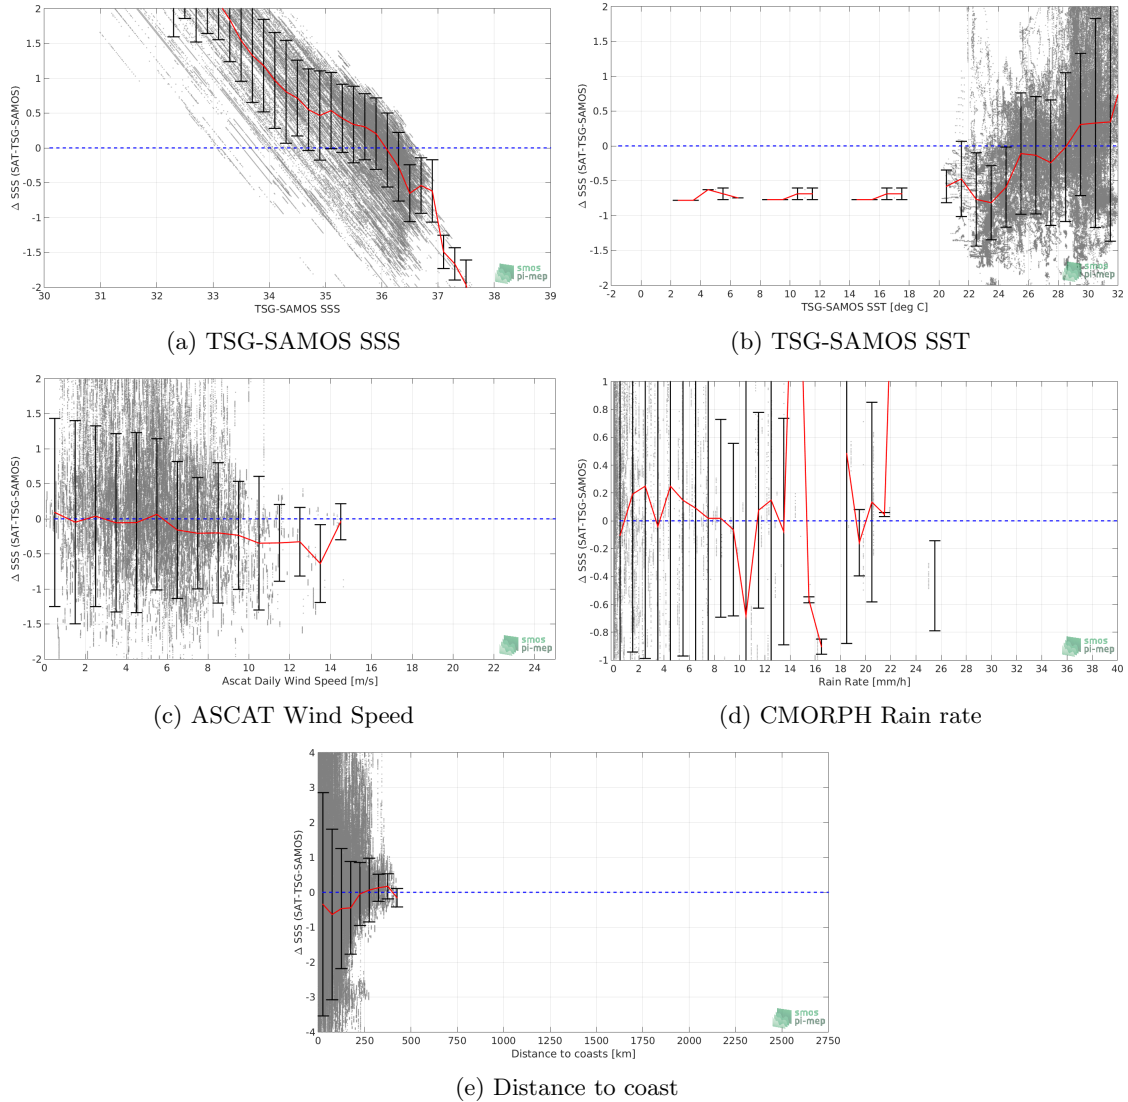 2
1.5
1
0.5
0
-0.5
-1
-1.5
-2
Δ SSS (SAT-TSG-SAMOS)
30 31 32 33 34 35 36 37 38 39
TSG-SAMOS SSS
smos
pi-mep
(a) TSG-SAMOS SSS
2
1.5
1
0.5
0
-0.5
-1
-1.5
-2
Δ SSS (SAT-TSG-SAMOS)
-2 0 2 4 6 8 10 12 14 16 18 20 22 24 26 28 30 32
TSG-SAMOS SST [deg C]
smos
pi-mep
(b) TSG-SAMOS SST
2
1.5
1
0.5
0
-0.5
-1
-1.5
-2
Δ SSS (SAT-TSG-SAMOS)
0 2 4 6 8 10 12 14 16 18 20 22 24
Ascat Daily Wind Speed [m/s]
smos
pi-mep
(c) ASCAT Wind Speed
1
0.8
0.6
0.4
0.2
0
-0.2
-0.4
-0.6
-0.8
-1
Δ SSS (SAT-TSG-SAMOS)
0 2 4 6 8 10 12 14 16 18 20 22 24 26 28 30 32 34 36 38 40
Rain Rate [mm/h]
smos
pi-mep
(d) CMORPH Rain rate
4
3
2
1
0
-1
-2
-3
-4
Δ SSS (SAT-TSG-SAMOS)
0 250 500 750 1000 1250 1500 1750 2000 2250 2500 2750
Distance to coasts [km]
smos
pi-mep
(e) Distance to coast